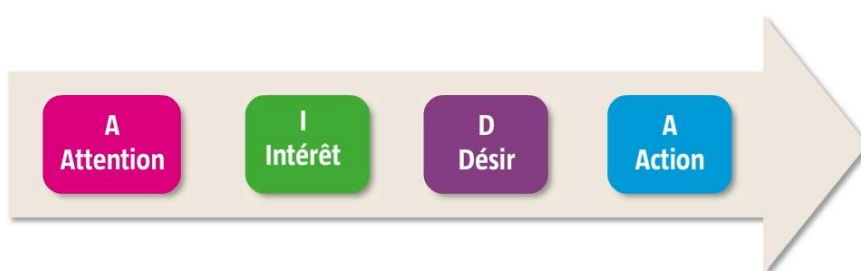 A
Attention
I
Intérêt
D
Désir
A
Action